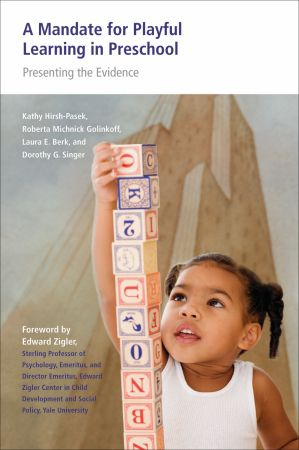 A Mandate for Playful
Learning in Preschool
Presenting the Evidence
Kathy Hirsh-Pasek,
Roberta Michnick Golinkoff,
Laura E. Berk, and
Dorothy G. Singer
Foreword by
Edward Zigler,
Sterling Professor of
Psychology, Emeritus, and
Director Emeritus, Edward
Zigler Center in Child
Development and Social
Policy, Yale University
O
C
K
2
2
U
O
N
B